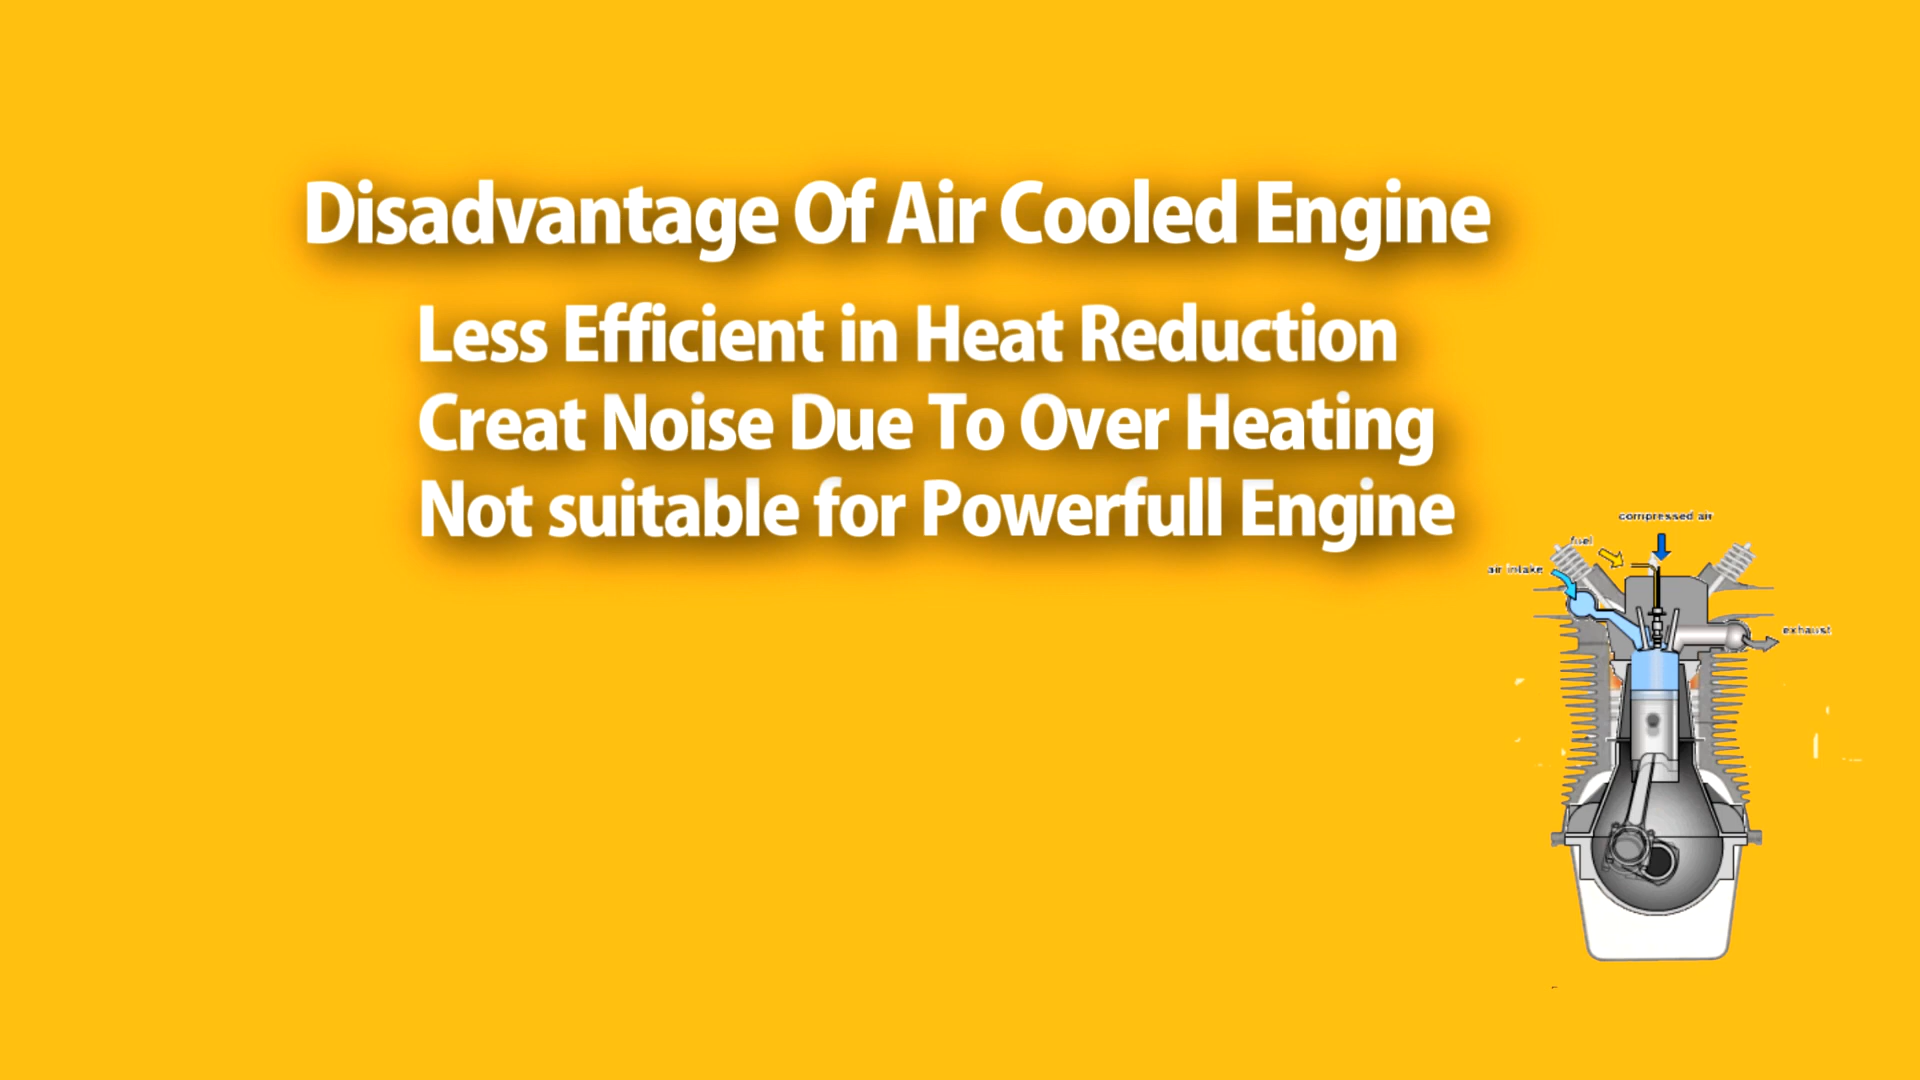 Disadvantage Of Air Cooled Engine
Less Efficient in Heat Reduction
Creat Noise Due To Over Heating
Not suitable for Powerfull Engine
compressed air
fuel
air intake
exhaust